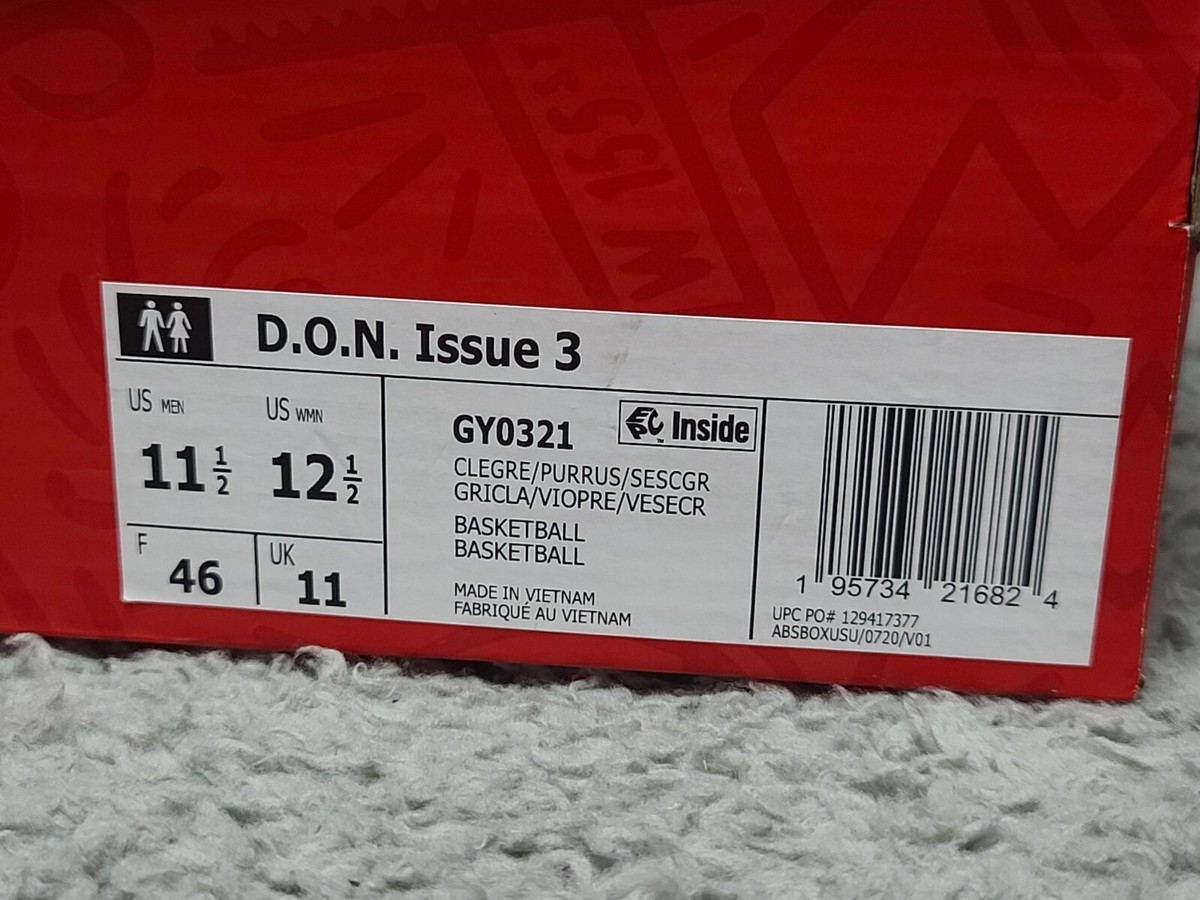 D.O.N. Issue 3
US MEN
US WMN
11 1/2
12 1/2
F 46
UK 11
GY0321
EPC™ Inside
CLEGRE/PURRUS/SESCGR
GRICLA/VIOPRE/VESECR
BASKETBALL
BASKETBALL
MADE IN VIETNAM
FABRIQUÉ AU VIETNAM
1 95734 21682 4
UPC PO# 129417377
ABSBOXUSU/0720/V01